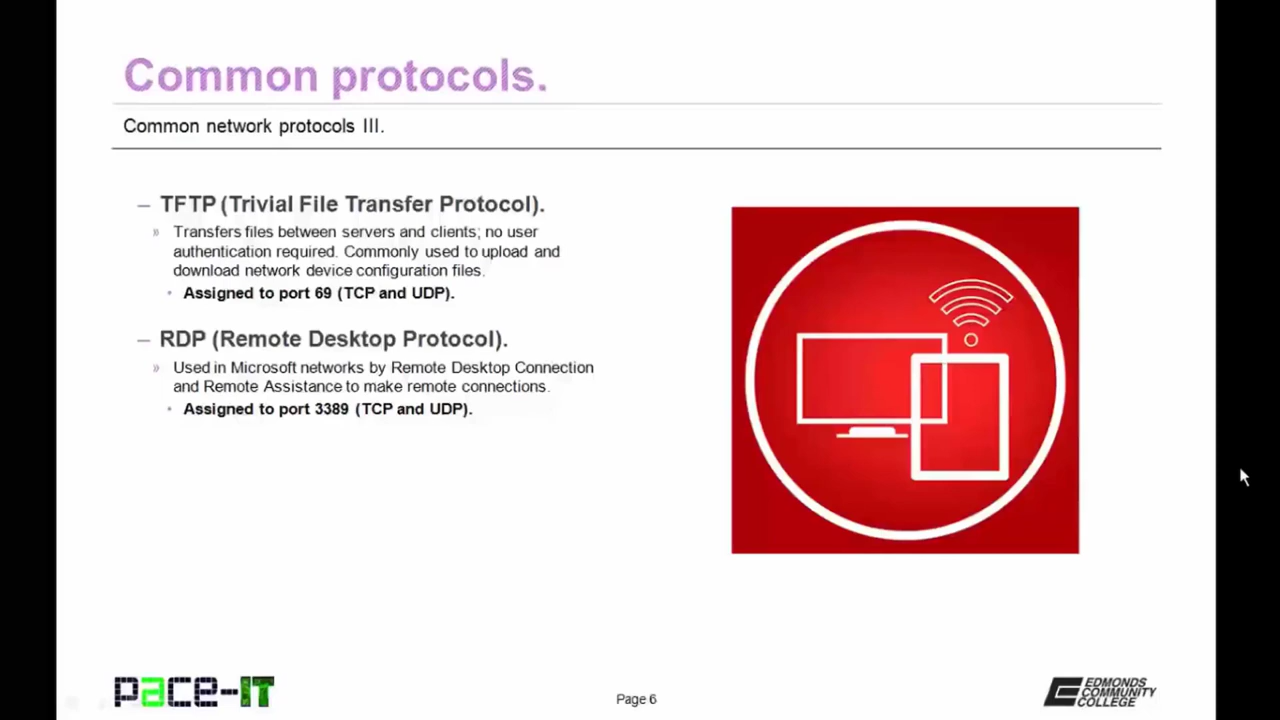 Common protocols.
Common network protocols III.
– TFTP (Trivial File Transfer Protocol).
» Transfers files between servers and clients; no user
authentication required. Commonly used to upload and
download network device configuration files.
• Assigned to port 69 (TCP and UDP).
– RDP (Remote Desktop Protocol).
» Used in Microsoft networks by Remote Desktop Connection
and Remote Assistance to make remote connections.
• Assigned to port 3389 (TCP and UDP).
pace-IT
Page 6
EDMONDS
COMMUNITY
COLLEGE